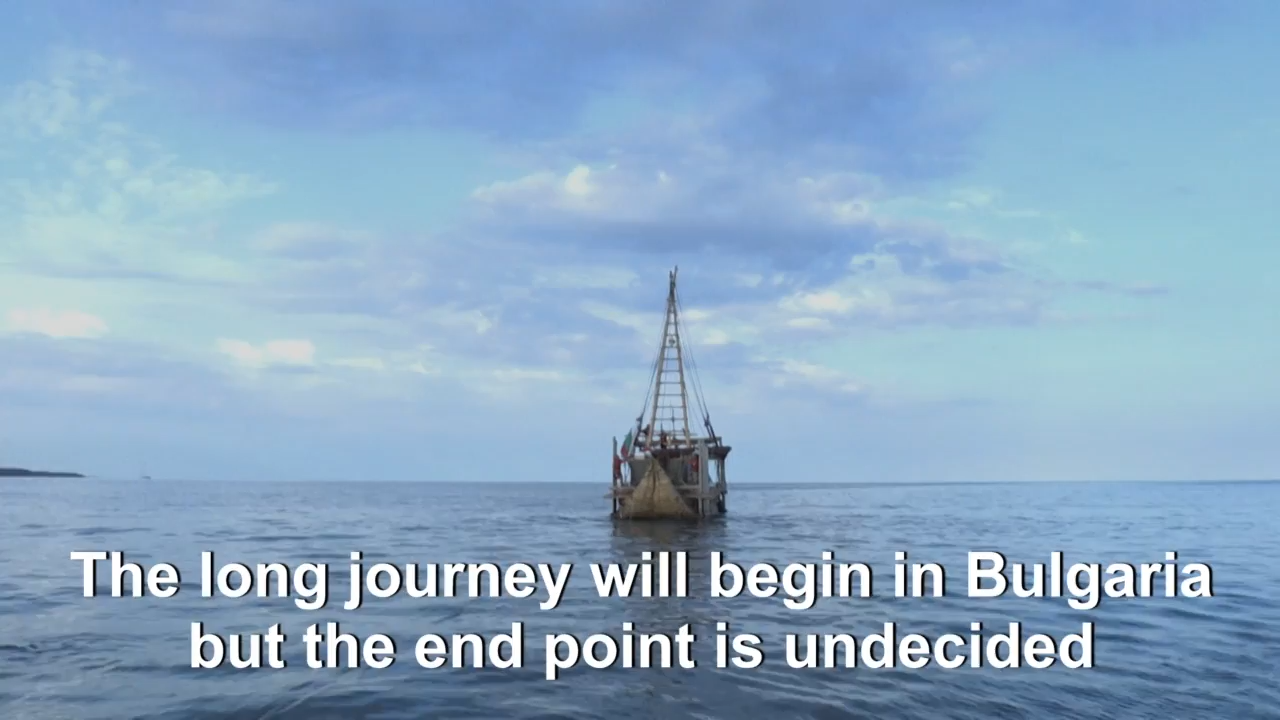 The long journey will begin in Bulgaria
but the end point is undecided